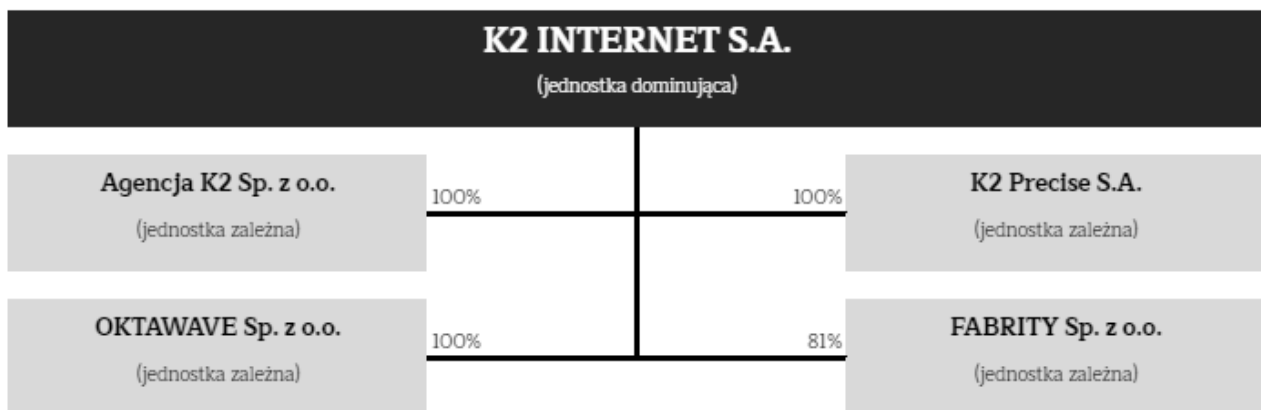 K2 INTERNET S.A.
(jednostka dominująca)
Agencja K2 Sp. z o.o.
(jednostka zależna)
100%
100%
K2 Precise S.A.
(jednostka zależna)
OKTAWAVE Sp. z o.o.
(jednostka zależna)
100%
81%
FABRITY Sp. z o.o.
(jednostka zależna)